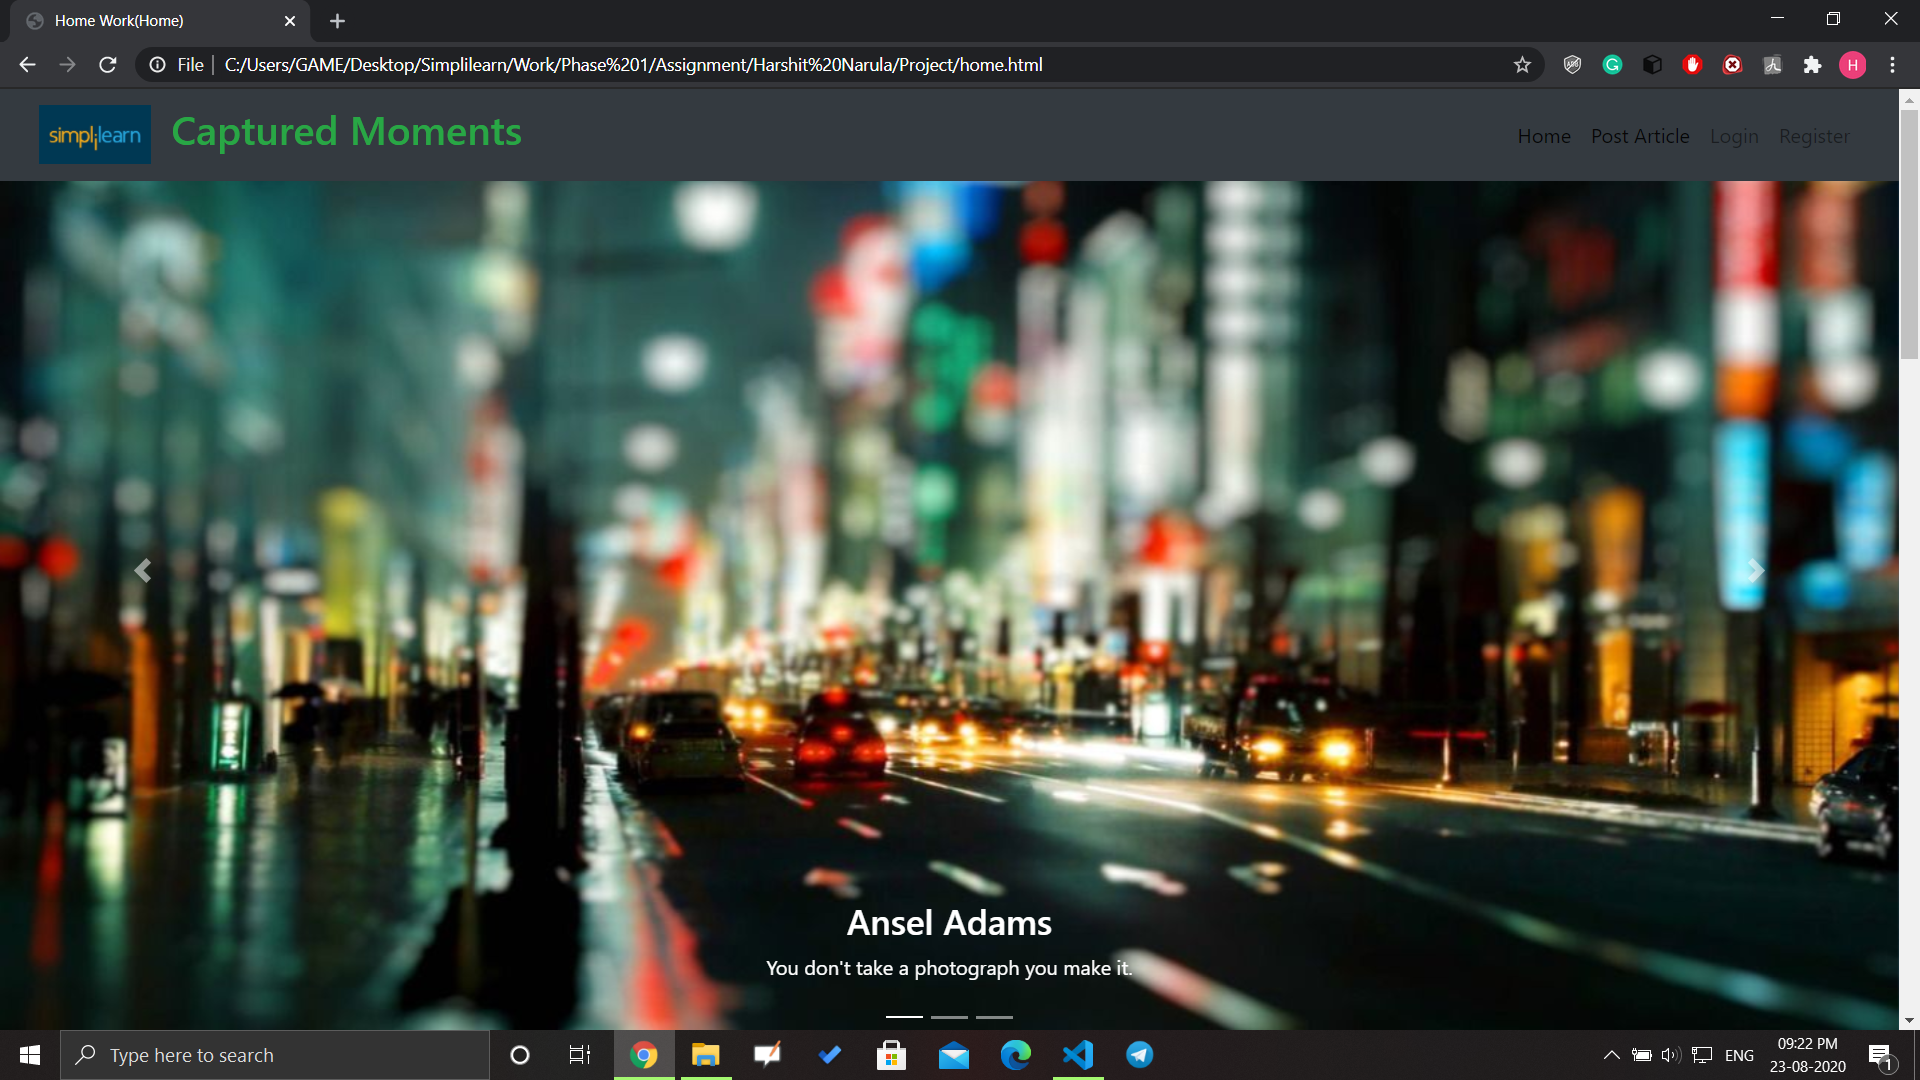 Home Work(Home)
File
C:/Users/GAME/Desktop/Simplilearn/Work/Phase%201/Assignment/Harshit%20Narula/Project/home.html
H
simplilearn
Captured Moments
Home
Post Article
Login
Register
Ansel Adams
You don't take a photograph you make it.
Type here to search
ENG
09:22 PM
23-08-2020
1